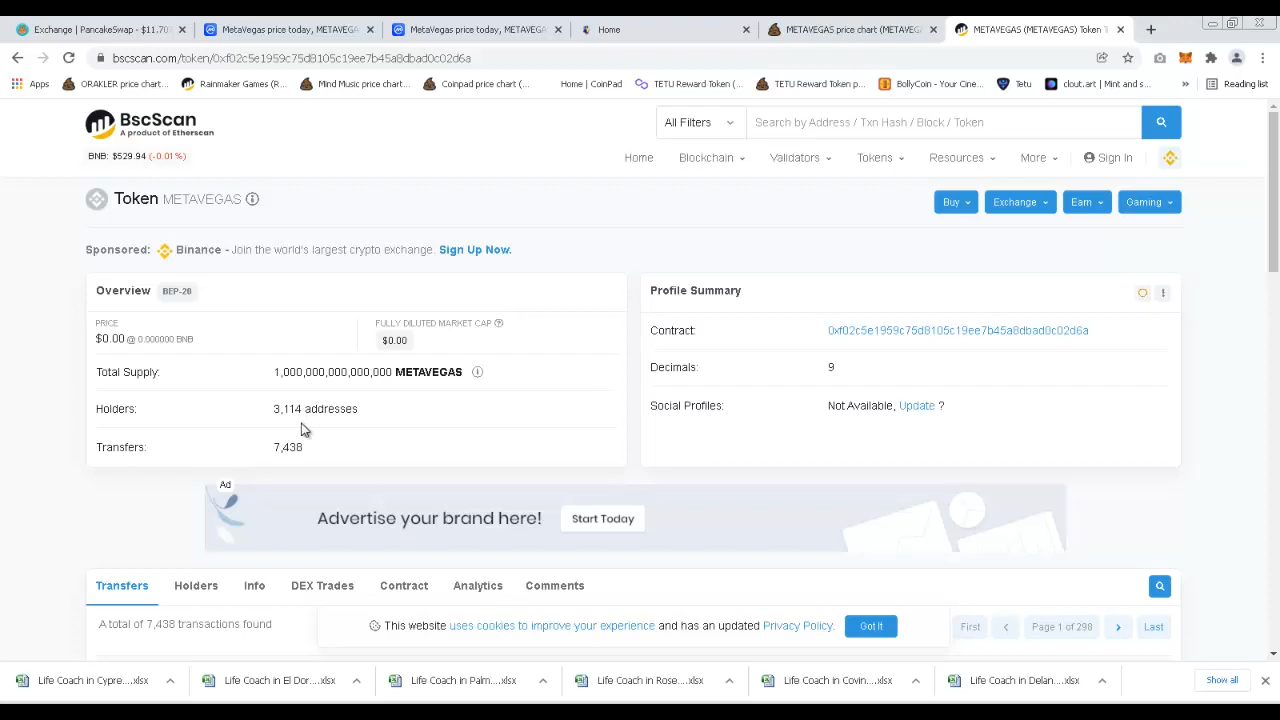 Exchange | PancakeSwap - $11.70
MetaVegas price today, METAVEGA
MetaVegas price today, METAVEGA
Home
METAVEGAS price chart (METAVEGA
METAVEGAS (METAVEGAS) Token T
bscscan.com/token/0xf02c5e1959c75d8105c19ee7b45a8dbad0c02d6a
Apps
ORAKLER price chart...
Rainmaker Games (R...
Mind Music price chart...
Coinpad price chart (...
Home | CoinPad
TETU Reward Token (...
TETU Reward Token p...
BollyCoin - Your Cine...
Tetu
clout.art | Mint and s...
»
Reading list
BscScan
A product of Etherscan
All Filters
Search by Address / Txn Hash / Block / Token
BNB: $529.94 (-0.01%)
Home
Blockchain
Validators
Tokens
Resources
More
Sign In
Token METAVEGAS
Buy
Exchange
Earn
Gaming
Sponsored: Binance - Join the world's largest crypto exchange. Sign Up Now.
Overview BEP-20
PRICE
$0.00 @ 0.000000 BNB
FULLY DILUTED MARKET CAP
$0.00
Total Supply: 1,000,000,000,000,000 METAVEGAS
Holders: 3,114 addresses
Transfers: 7,438
Profile Summary
Contract: 0xf02c5e1959c75d8105c19ee7b45a8dbad0c02d6a
Decimals: 9
Social Profiles: Not Available, Update ?
Ad
Advertise your brand here!
Start Today
Transfers
Holders
Info
DEX Trades
Contract
Analytics
Comments
A total of 7,438 transactions found
This website uses cookies to improve your experience and has an updated Privacy Policy.
Got It
First
Page 1 of 298
Last
Life Coach in Cypre....xlsx
Life Coach in El Dor....xlsx
Life Coach in Palm....xlsx
Life Coach in Rose....xlsx
Life Coach in Covin....xlsx
Life Coach in Delan....xlsx
Show all